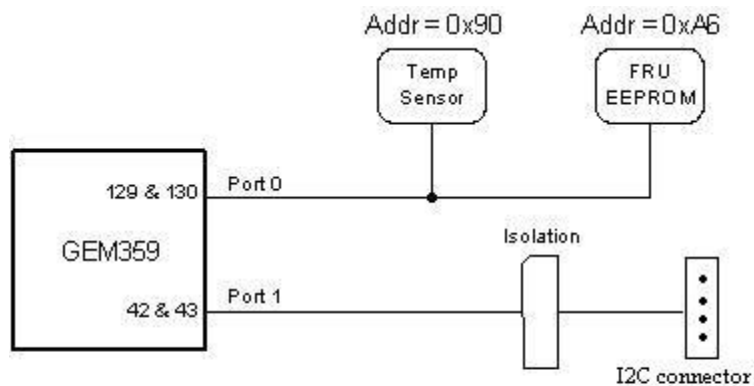 Addr = 0x90
Addr = 0xA6
Temp
Sensor
FRU
EEPROM
129 & 130
Port 0
GEM359
Isolation
42 & 43
Port 1
I2C connector